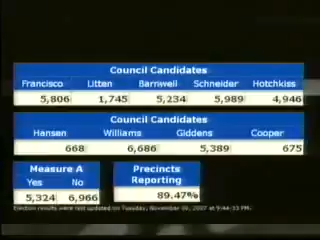 Council Candidates
Francisco Litten Barnwell Schneider Hotchkiss
5,806 1,745 5,234 5,989 4,946
Council Candidates
Hansen Williams Giddens Cooper
668 6,686 5,389 675
Measure A
Yes No
5,324 6,966
Precincts
Reporting
89.47%
Election results were last updated on Tuesday, November 06, 2007 at 9:44:33 PM.